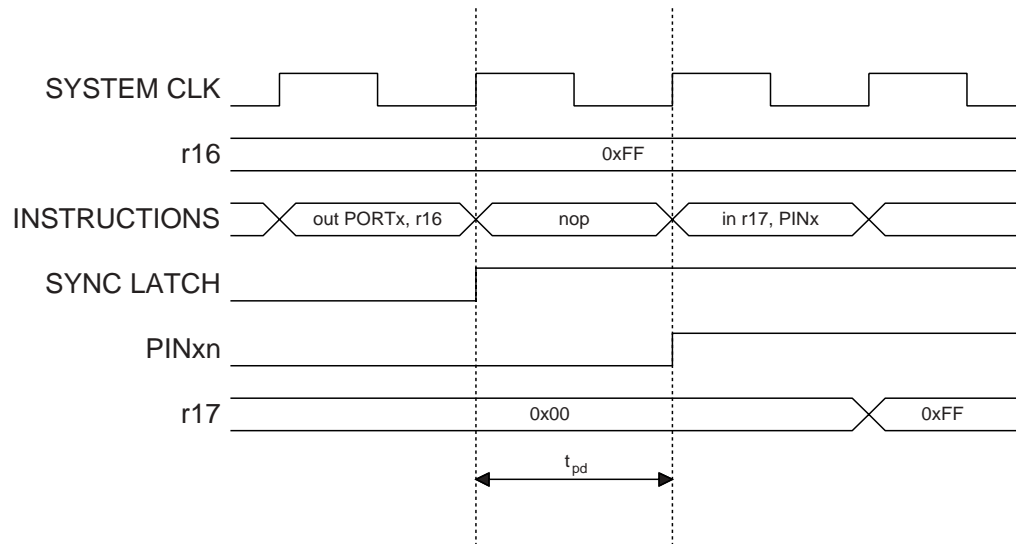 SYSTEM CLK
r16
0xFF
INSTRUCTIONS
out PORTx, r16
nop
in r17, PINx
SYNC LATCH
PINxn
r17
0x00
0xFF
tpd